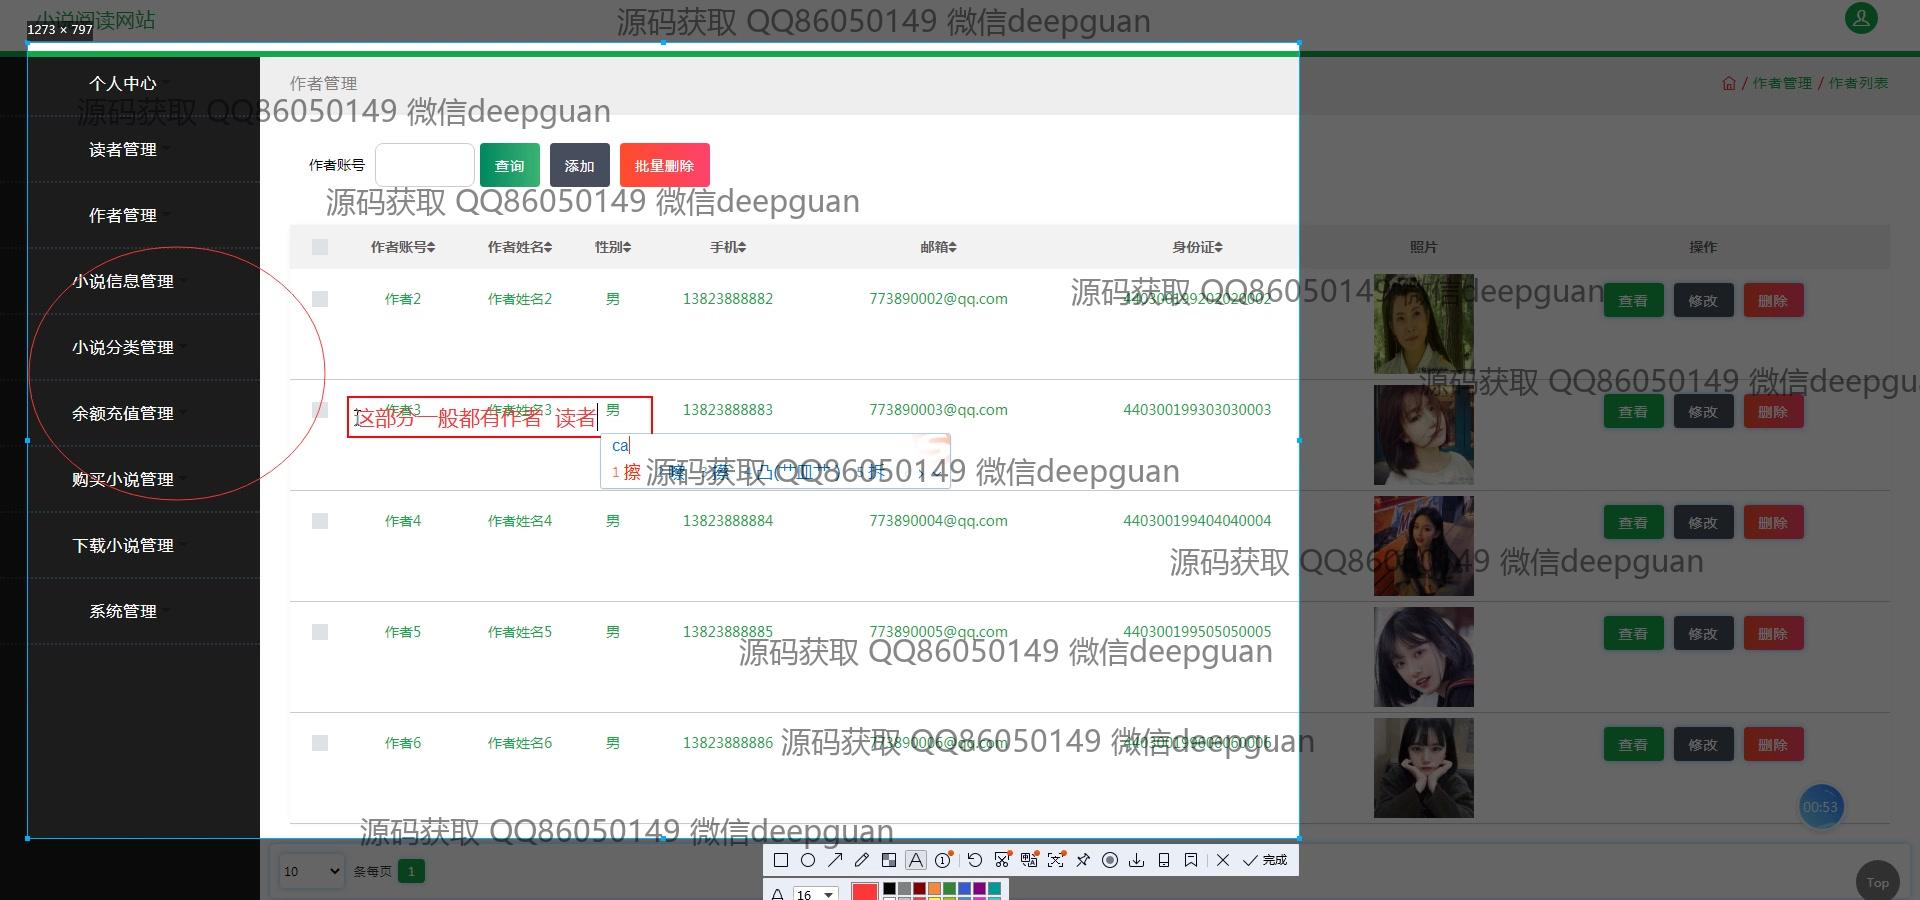 小说阅读网站
1273 × 797
源码获取 QQ86050149 微信deepguan
个人中心
作者管理
/ 作者管理 / 作者列表
源码获取 QQ86050149 微信deepguan
读者管理
作者账号
查询
添加
批量删除
源码获取 QQ86050149 微信deepguan
作者管理
作者账号 作者姓名 性别 手机 邮箱 身份证 照片 操作
小说信息管理
作者2 作者姓名2 男 13823888882 773890002@qq.com 440300199202020002 查看 修改 删除
源码获取 QQ86050149 微信deepguan
小说分类管理
源码获取 QQ86050149 微信deepgu
余额充值管理
作者3 作者姓名3 男 13823888883 773890003@qq.com 440300199303030003 查看 修改 删除
这部分一般都有作者 读者
ca
1 擦
源码获取 QQ86050149 微信deepguan
购买小说管理
作者4 作者姓名4 男 13823888884 773890004@qq.com 440300199404040004 查看 修改 删除
下载小说管理
源码获取 QQ86050149 微信deepguan
系统管理
作者5 作者姓名5 男 13823888885 773890005@qq.com 440300199505050005 查看 修改 删除
源码获取 QQ86050149 微信deepguan
作者6 作者姓名6 男 13823888886 773890006@qq.com 440300199606060006 查看 修改 删除
源码获取 QQ86050149 微信deepguan
00:53
源码获取 QQ86050149 微信deepguan
10 条每页 1
完成
Top
A 16